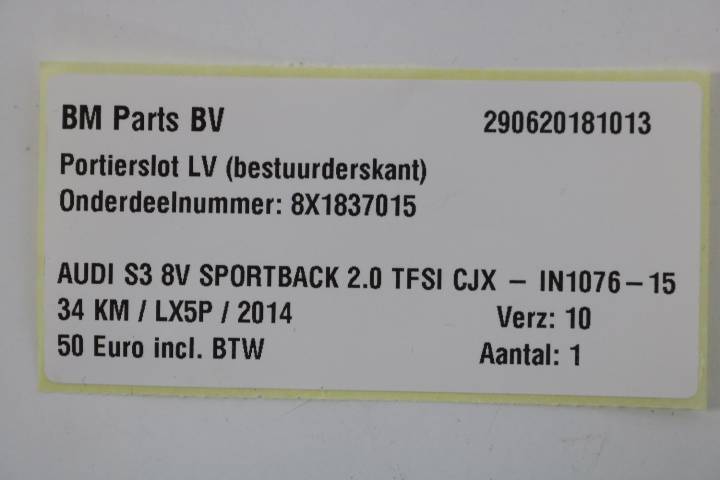 BM Parts BV 290620181013
Portierslot LV (bestuurderskant)
Onderdeelnummer: 8X1837015
AUDI S3 8V SPORTBACK 2.0 TFSI CJX – IN1076–15
34 KM / LX5P / 2014 Verz: 10
50 Euro incl. BTW Aantal: 1